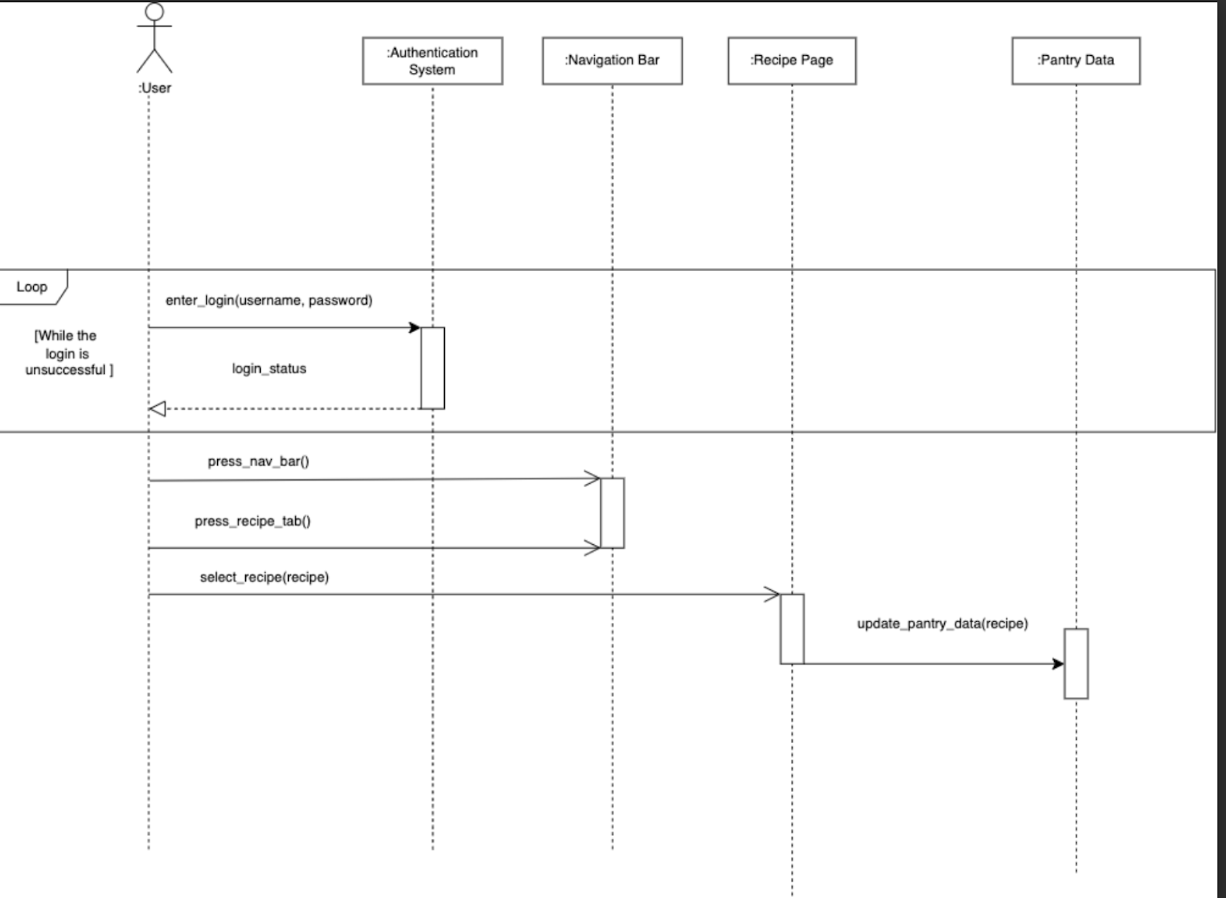 :User
:Authentication
System
:Navigation Bar
:Recipe Page
:Pantry Data
Loop
[While the
login is
unsuccessful ]
enter_login(username, password)
login_status
press_nav_bar()
press_recipe_tab()
select_recipe(recipe)
update_pantry_data(recipe)